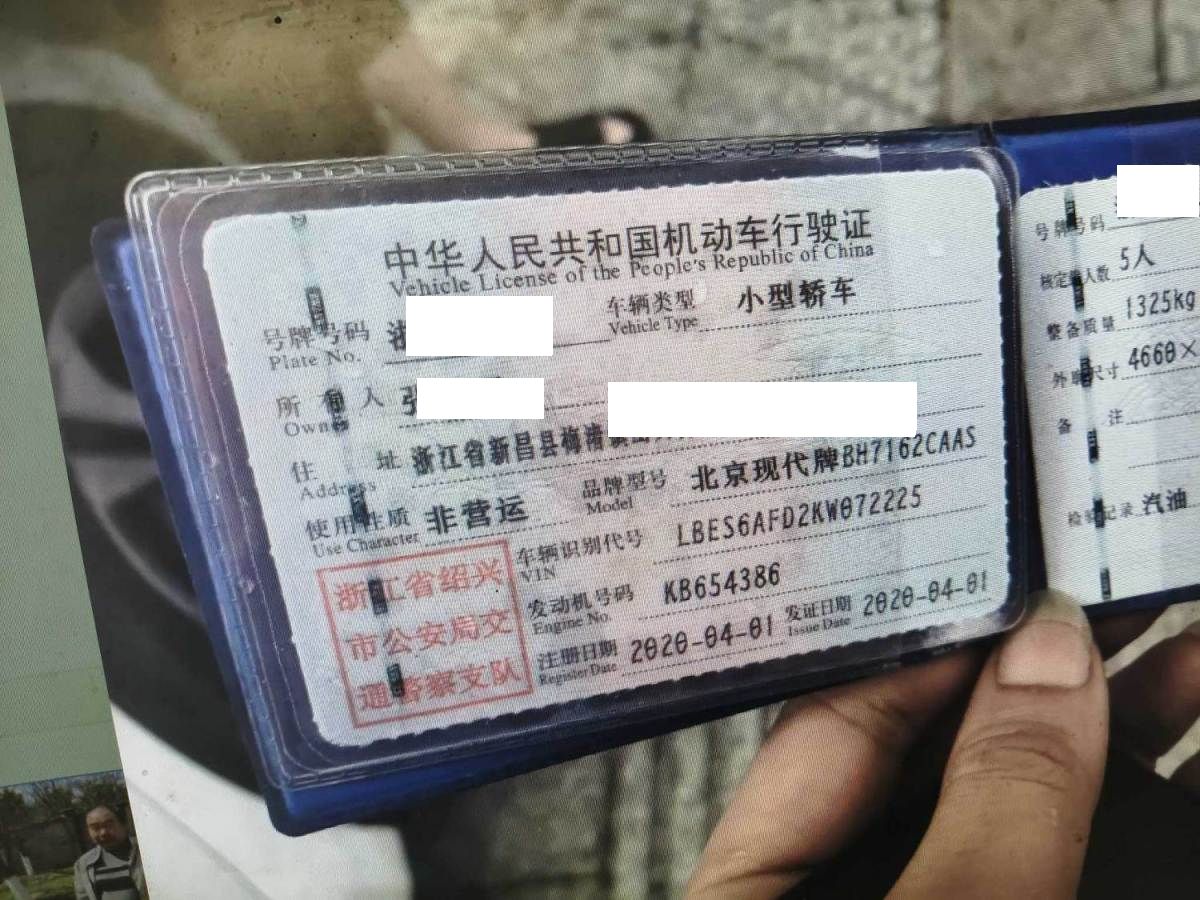 中华人民共和国机动车行驶证
Vehicle License of the People's Republic of China
号牌号码 浙
Plate No.
车辆类型 小型轿车
Vehicle Type
所有人 张
Owner
住址 浙江省新昌县梅渚镇
Address
使用性质 非营运
Use Character
品牌型号 北京现代牌BH7162CAAS
Model
车辆识别代号 LBES6AFD2KW072225
VIN
发动机号码 KB654386
Engine No.
注册日期 2020-04-01
Register Date
发证日期 2020-04-01
Issue Date
浙江省绍兴
市公安局交
通警察支队
号牌号码
核定载人数 5人
整备质量 1325kg
外廓尺寸 4660×
备注
检验记录 汽油